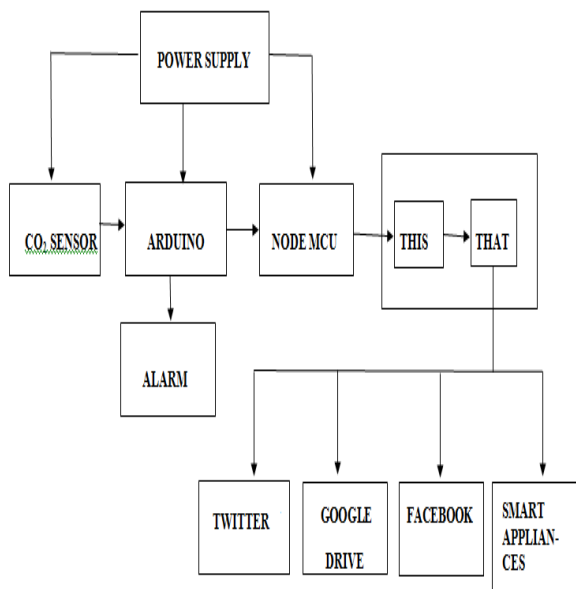 POWER SUPPLY
CO₂ SENSOR
ARDUINO
NODE MCU
THIS
THAT
ALARM
TWITTER
GOOGLE
DRIVE
FACEBOOK
SMART
APPLIAN-
CES